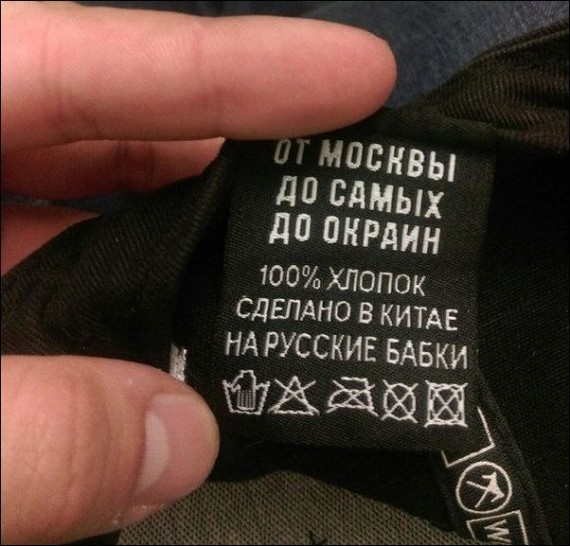 ОТ МОСКВЫ
ДО САМЫХ
ДО ОКРАИН
100% ХЛОПОК
СДЕЛАНО В КИТАЕ
НА РУССКИЕ БАБКИ